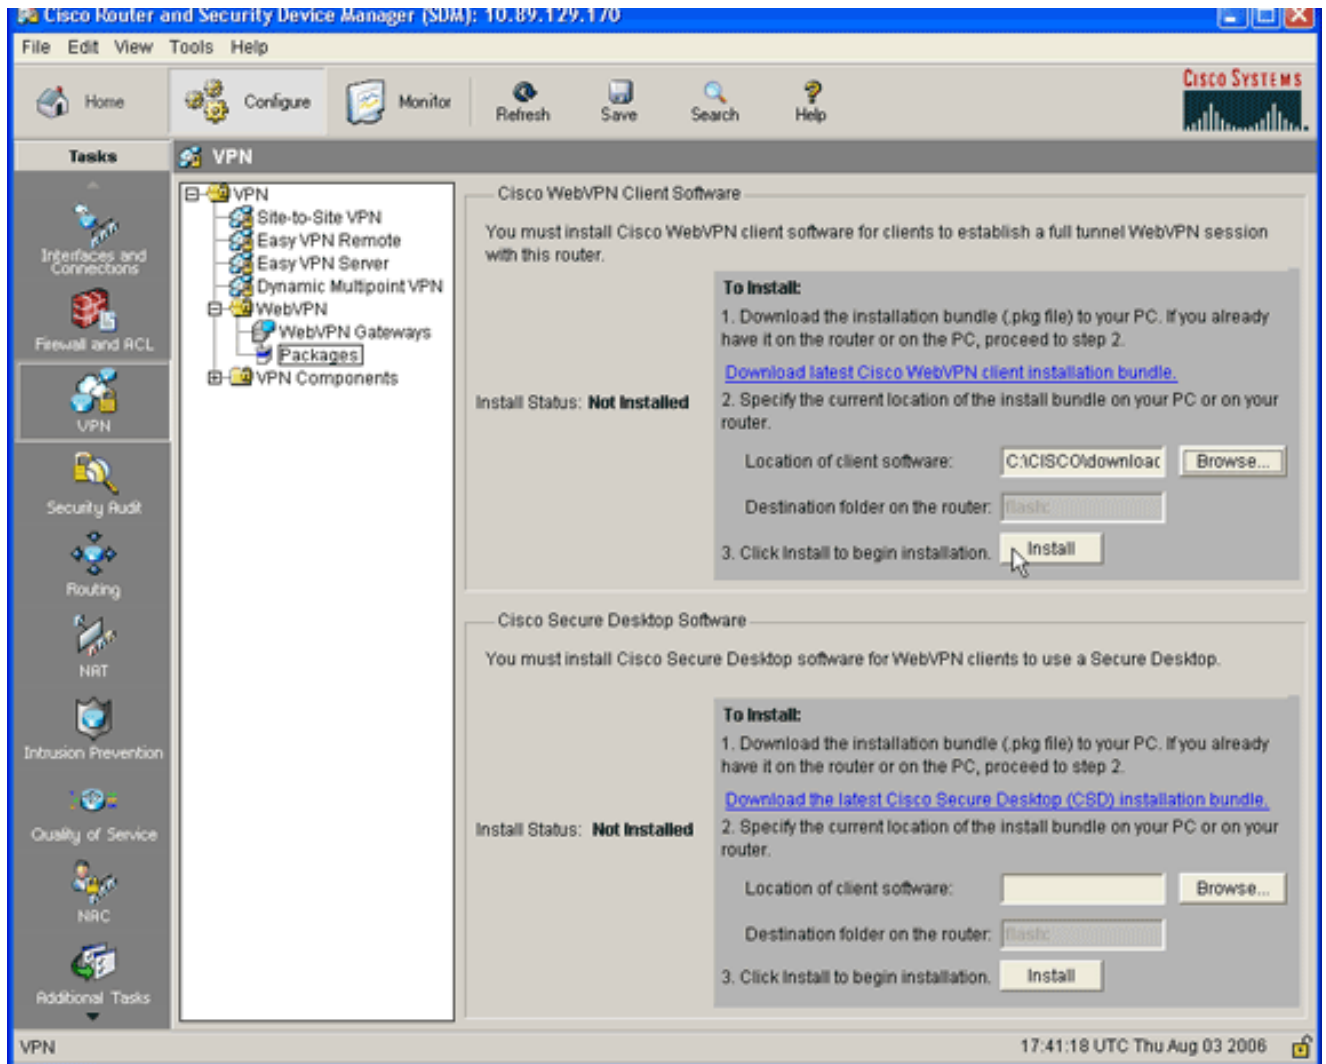 Cisco Router and Security Device Manager (SDM): 10.89.129.170
File Edit View Tools Help
Home
Configure
Monitor
Refresh
Save
Search
Help
CISCO SYSTEMS
Tasks
VPN
Interfaces and
Connections
Firewall and ACL
VPN
Security Audit
Routing
NAT
Intrusion Prevention
Quality of Service
NAC
Additional Tasks
VPN
Site-to-Site VPN
Easy VPN Remote
Easy VPN Server
Dynamic Multipoint VPN
WebVPN
WebVPN Gateways
Packages
VPN Components
Cisco WebVPN Client Software
You must install Cisco WebVPN client software for clients to establish a full tunnel WebVPN session
with this router.
Install Status: Not Installed
To Install:
1. Download the installation bundle (.pkg file) to your PC. If you already
have it on the router or on the PC, proceed to step 2.
Download latest Cisco WebVPN client installation bundle.
2. Specify the current location of the install bundle on your PC or on your
router.
Location of client software: C:\CISCO\downloac Browse...
Destination folder on the router: flash:
3. Click Install to begin installation. Install
Cisco Secure Desktop Software
You must install Cisco Secure Desktop software for WebVPN clients to use a Secure Desktop.
Install Status: Not Installed
To Install:
1. Download the installation bundle (.pkg file) to your PC. If you already
have it on the router or on the PC, proceed to step 2.
Download the latest Cisco Secure Desktop (CSD) installation bundle.
2. Specify the current location of the install bundle on your PC or on your
router.
Location of client software: Browse...
Destination folder on the router: flash:
3. Click Install to begin installation. Install
VPN
17:41:18 UTC Thu Aug 03 2006